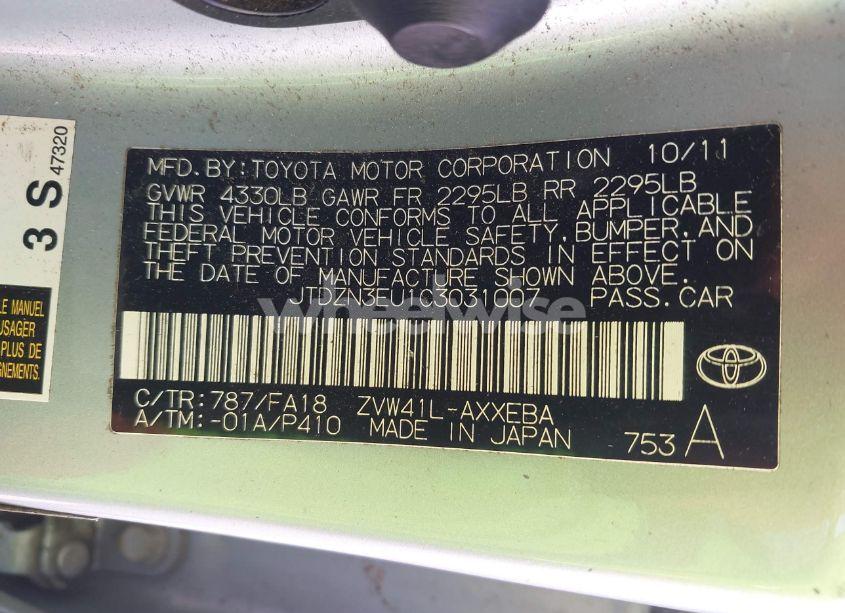 3 S 47320
LE MANUEL
USAGER
PLUS DE
GNEMENTS.
MFD.BY:TOYOTA MOTOR CORPORATION 10/11
GVWR 4330LB GAWR FR 2295LB RR 2295LB
THIS VEHICLE CONFORMS TO ALL APPLICABLE
FEDERAL MOTOR VEHICLE SAFETY,BUMPER,AND
THEFT PREVENTION STANDARDS IN EFFECT ON
THE DATE OF MANUFACTURE SHOWN ABOVE.
JTDZN3EU1C3031007 PASS.CAR
wheelwise
C/TR:787/FA18 ZVW41L-AXXEBA
A/TM:-01A/P410 MADE IN JAPAN 753 A